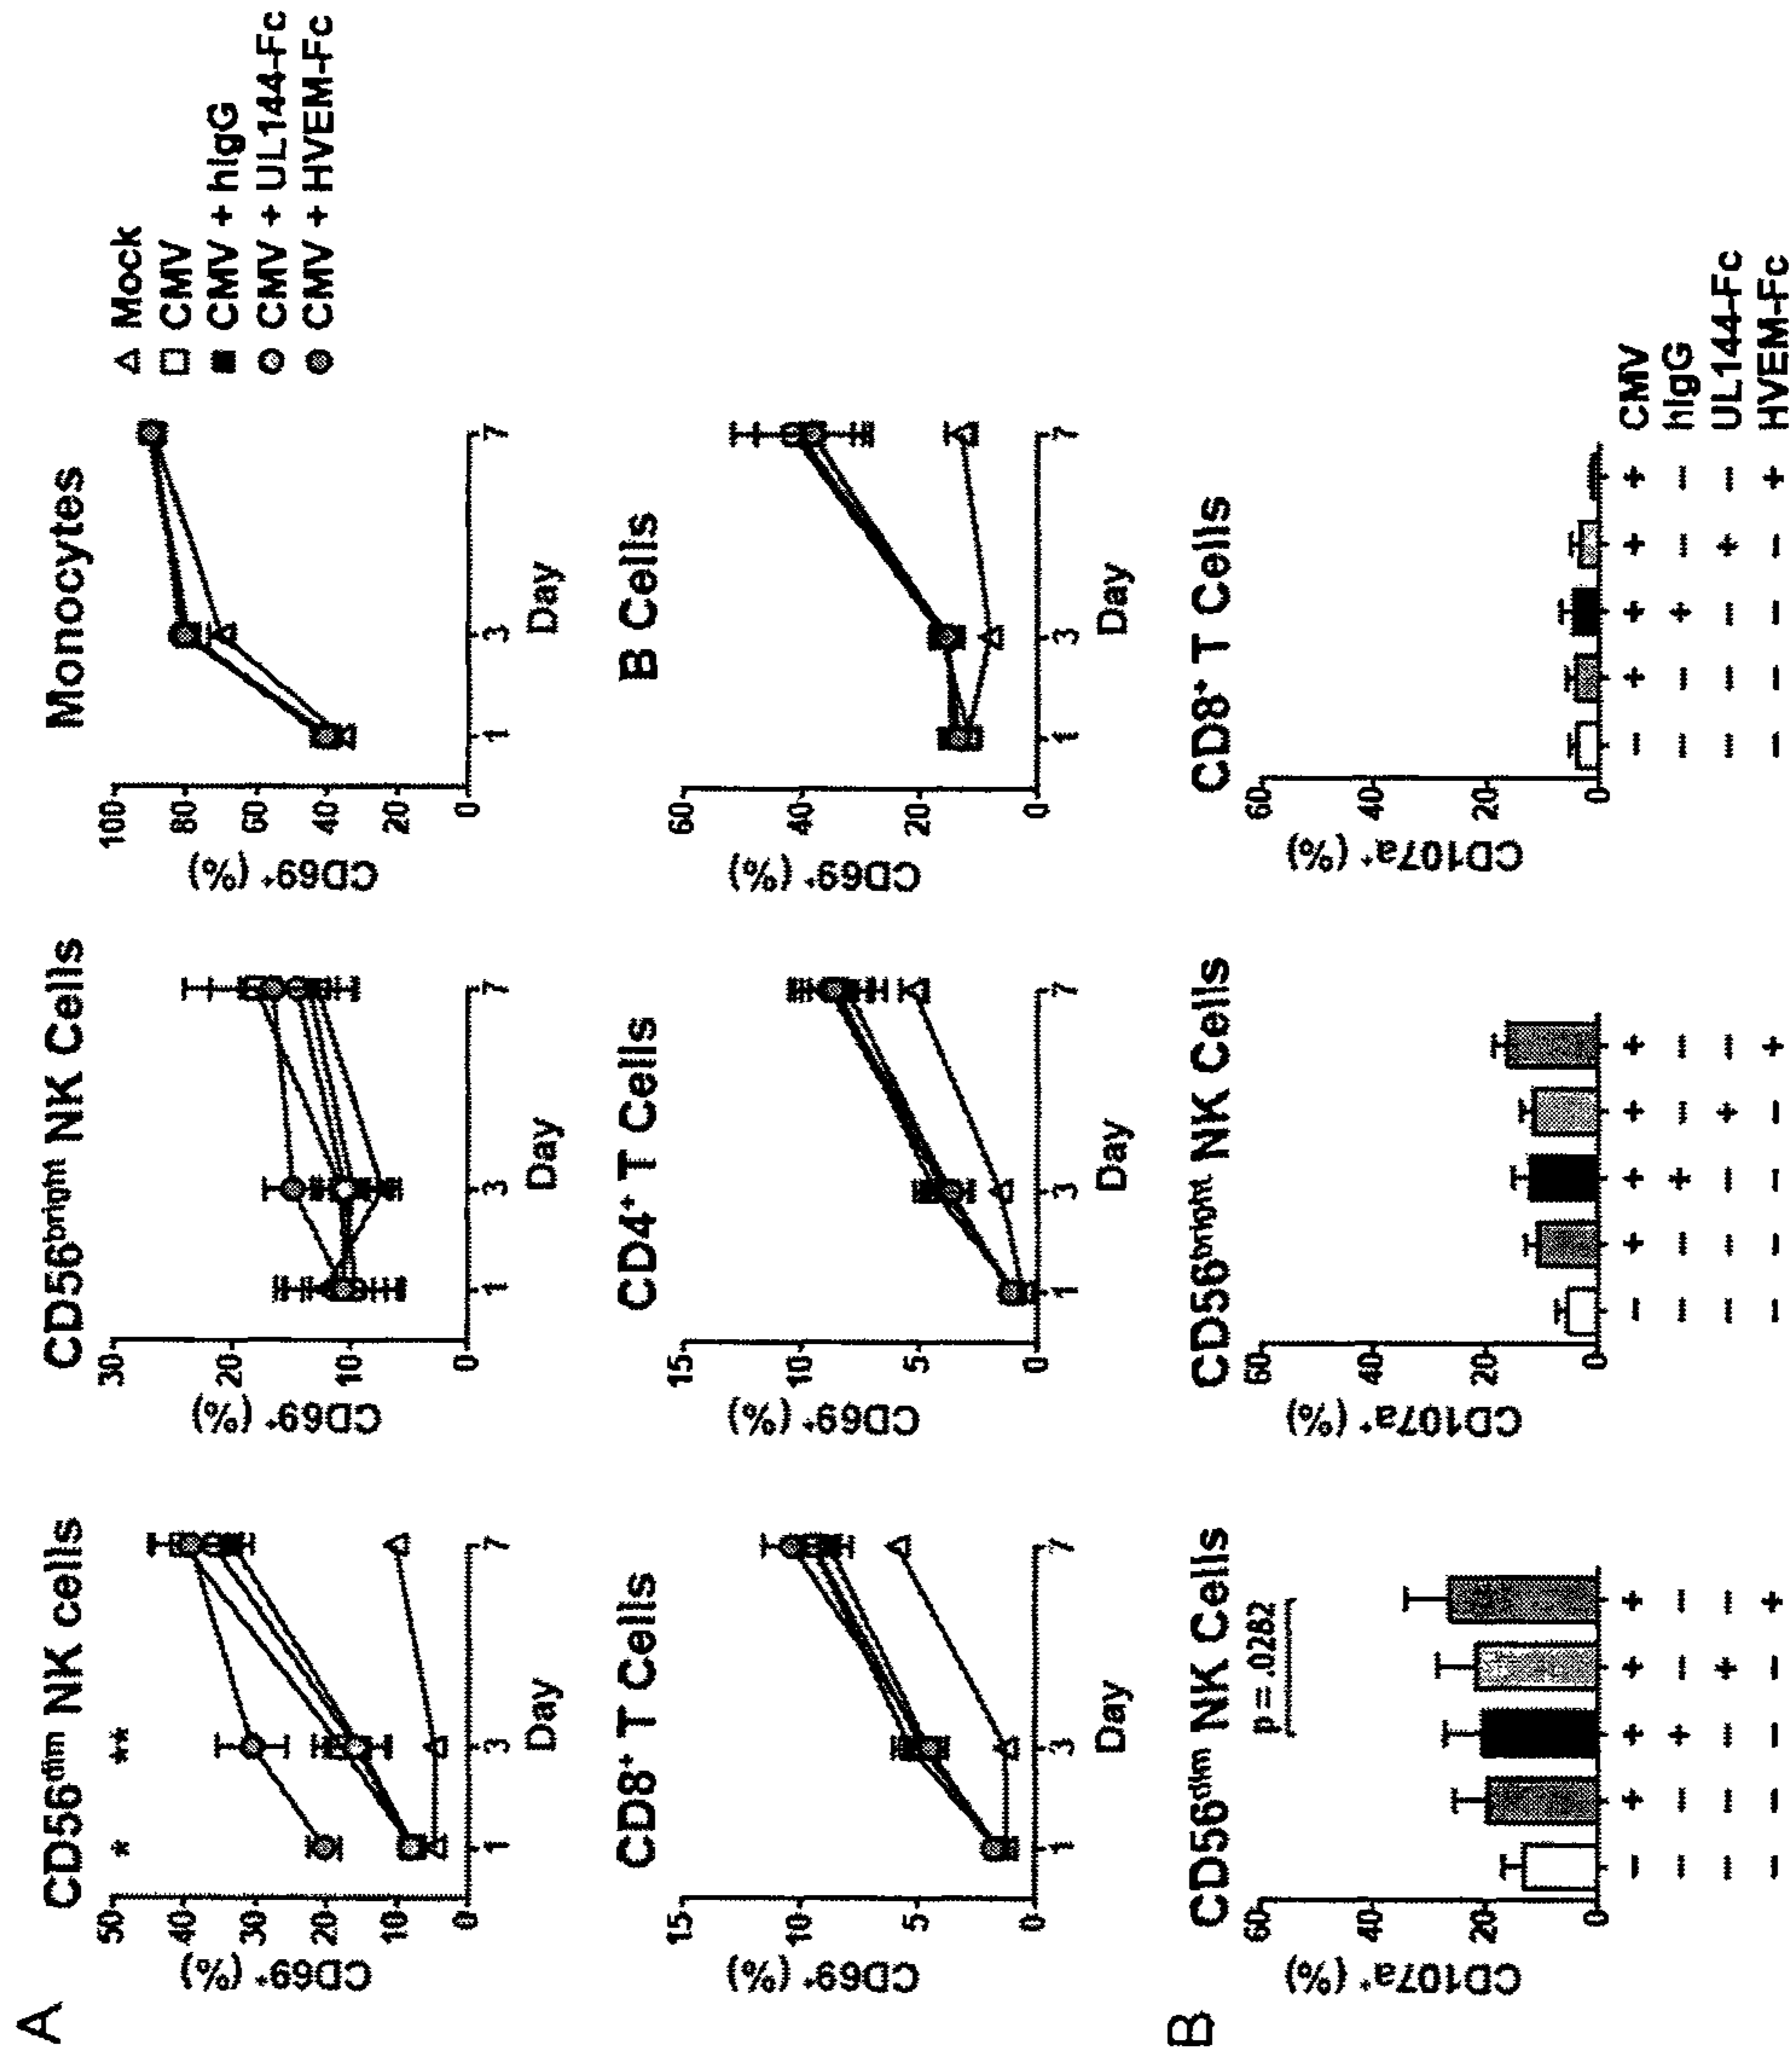 A
CD56dim NK cells
* **
CD69+ (%)
50
40
30
20
10
0
1 3 7
Day
CD56bright NK Cells
CD69+ (%)
30
20
10
0
1 3 7
Day
Monocytes
CD69+ (%)
100
80
60
40
20
0
1 3 7
Day
Mock
CMV
CMV + hIgG
CMV + UL144-Fc
CMV + HVEM-Fc
CD8+ T Cells
CD69+ (%)
15
10
5
0
1 3 7
Day
CD4+ T Cells
CD69+ (%)
15
10
5
0
1 3 7
Day
B Cells
CD69+ (%)
60
40
20
0
1 3 7
Day
B
CD56dim NK Cells
p = .0282
CD107a+ (%)
60
40
20
0
CD56bright NK Cells
CD107a+ (%)
60
40
20
0
CD8+ T Cells
CD107a+ (%)
60
40
20
0
− + + + + − + + + + − + + + + CMV
− − + − − − − + − − − − + − − hIgG
− − − + − − − − + − − − − + − UL144-Fc
− − − − + − − − − + − − − − + HVEM-Fc